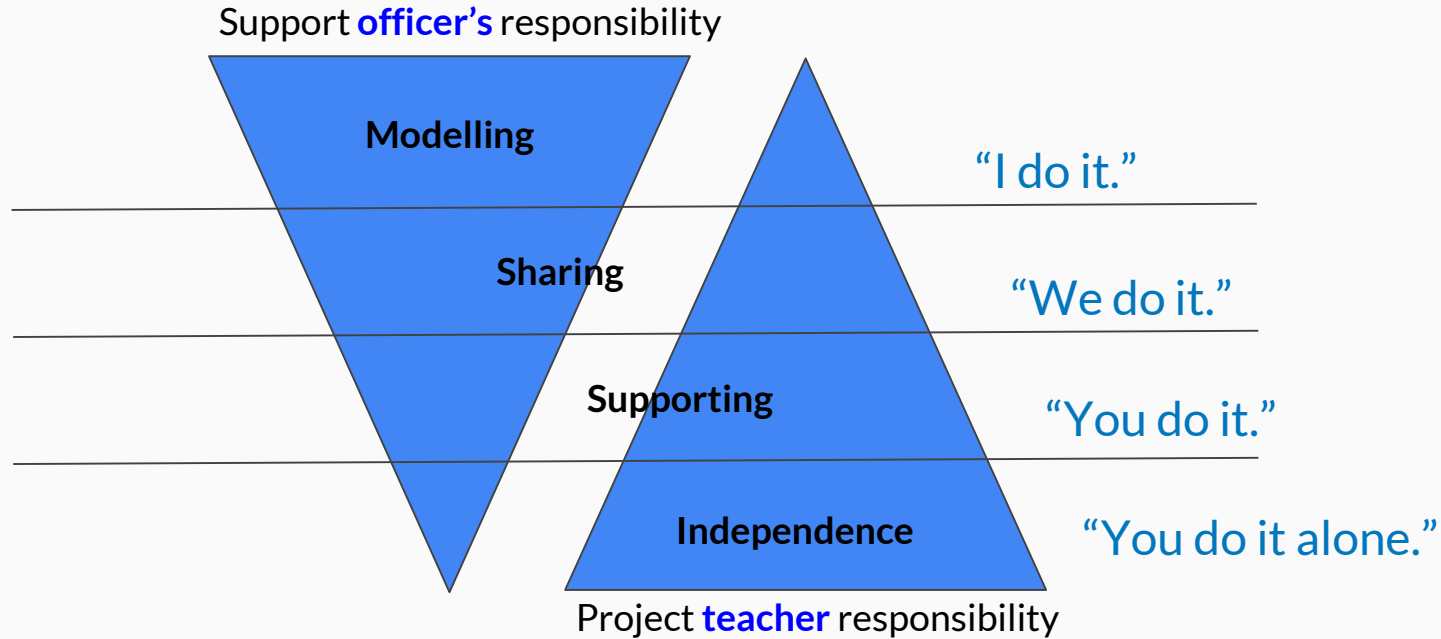 Support officer’s responsibility
Modelling
“I do it.”
Sharing
“We do it.”
Supporting
“You do it.”
Independence
“You do it alone.”
Project teacher responsibility